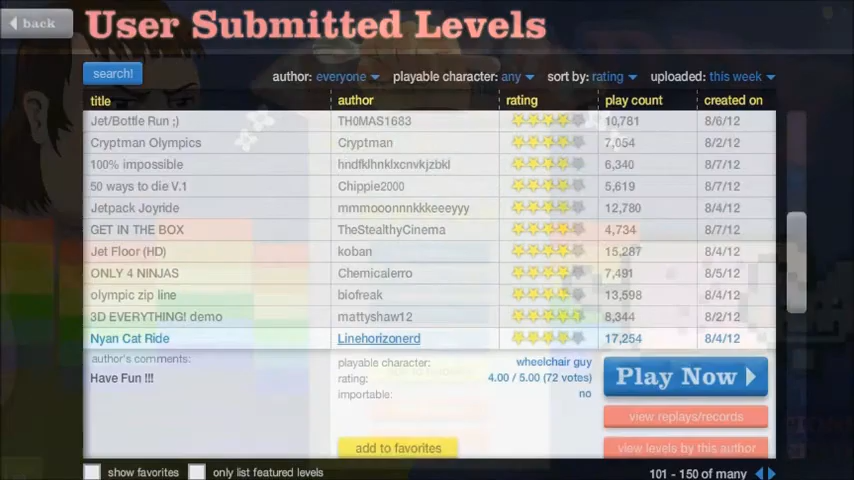 back
User Submitted Levels
search!
author: everyone playable character: any sort by: rating uploaded: this week
title author rating play count created on
Jet/Bottle Run ;) TH0MAS1683 10,781 8/6/12
Cryptman Olympics Cryptman 7,054 8/2/12
100% impossible hndfklhnklxcnvkjzbkl 6,340 8/7/12
50 ways to die V.1 Chippie2000 5,619 8/7/12
Jetpack Joyride mmmooonnnkkkeeeyyy 12,780 8/4/12
GET IN THE BOX TheStealthyCinema 4,734 8/7/12
Jet Floor (HD) koban 15,287 8/4/12
ONLY 4 NINJAS Chemicalerro 7,491 8/5/12
olympic zip line biofreak 13,598 8/4/12
3D EVERYTHING! demo mattyshaw12 8,344 8/2/12
Nyan Cat Ride Linehorizonerd 17,254 8/4/12
author's comments:
Have Fun !!!
playable character: wheelchair guy
rating: 4.00 / 5.00 (72 votes)
importable: no
Play Now
view replays/records
add to favorites
view levels by this author
show favorites only list featured levels
101 - 150 of many